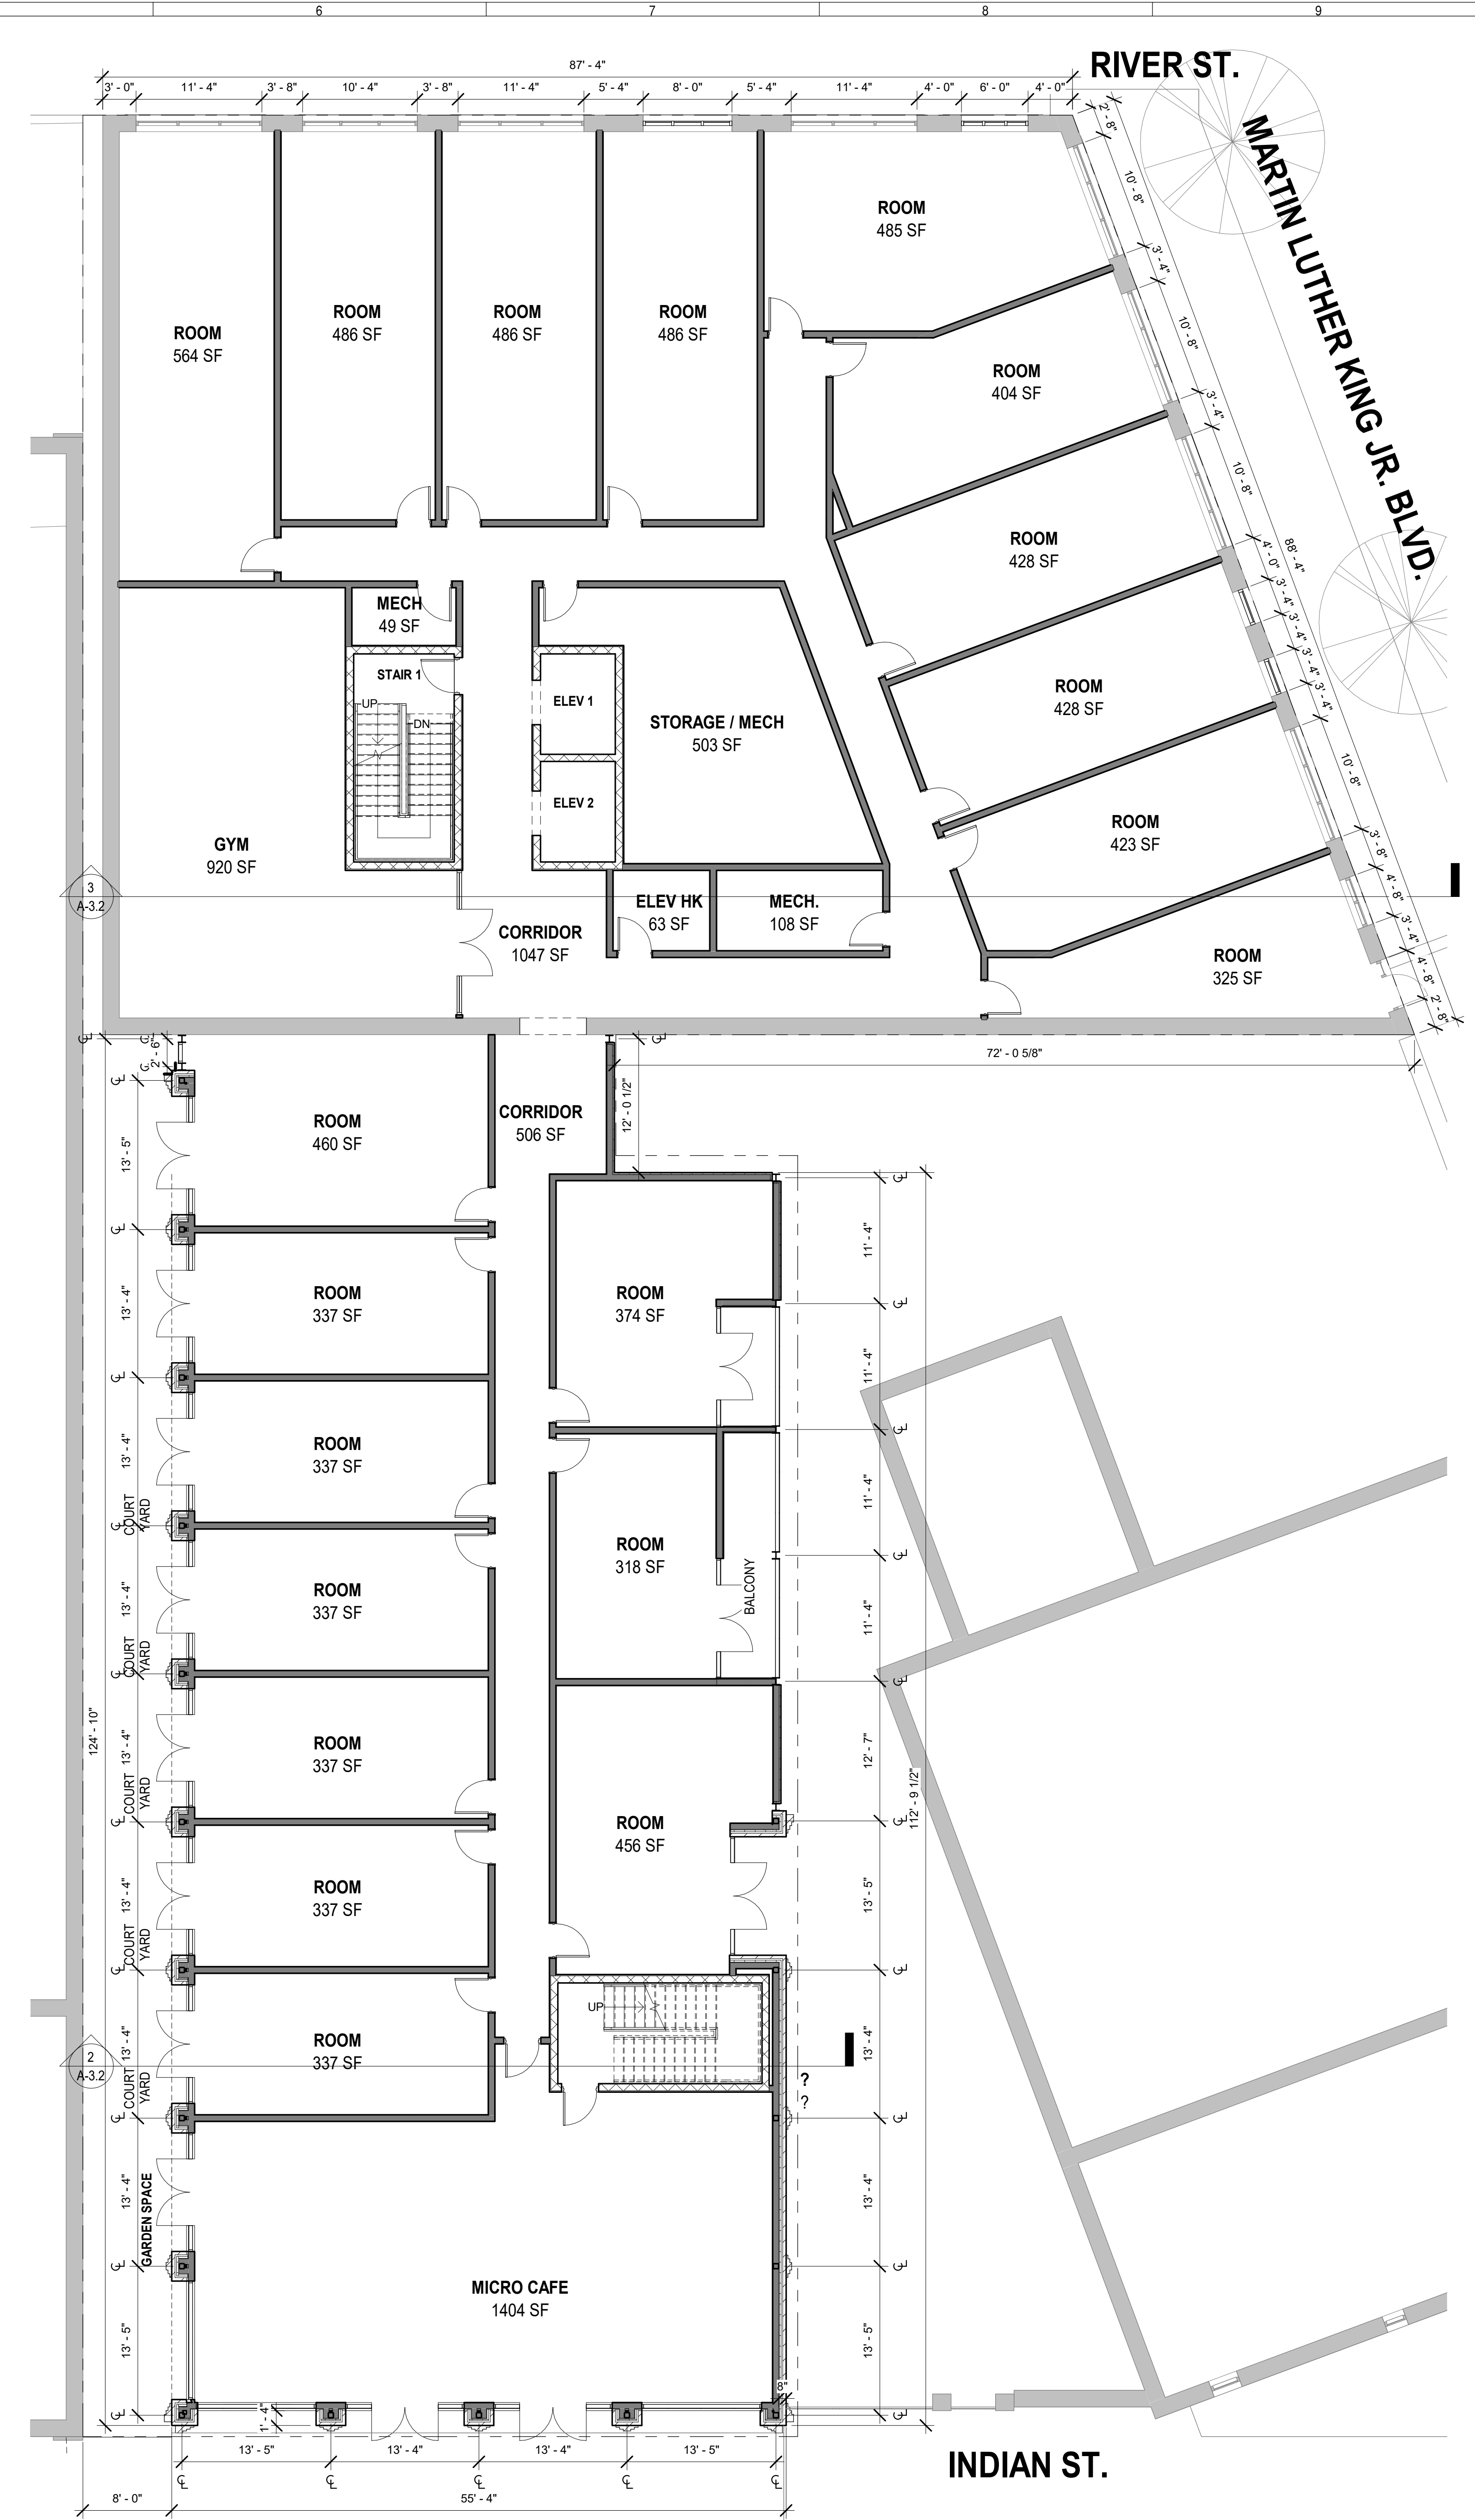 6
7
8
9
RIVER ST.
87' - 4"
3' - 0"
11' - 4"
3' - 8"
10' - 4"
3' - 8"
11' - 4"
5' - 4"
8' - 0"
5' - 4"
11' - 4"
4' - 0"
6' - 0"
4' - 0"
2' - 8"
10' - 8"
3' - 4"
10' - 8"
3' - 4"
10' - 8"
4' - 0"
3' - 4"
3' - 4"
3' - 4"
3' - 4"
10' - 8"
3' - 8"
4' - 8"
3' - 4"
4' - 8"
2' - 8"
88' - 4"
MARTIN LUTHER KING JR. BLVD.
ROOM
485 SF
ROOM
564 SF
ROOM
486 SF
ROOM
486 SF
ROOM
486 SF
ROOM
404 SF
ROOM
428 SF
MECH
49 SF
STAIR 1
UP
DN
ELEV 1
ELEV 2
STORAGE / MECH
503 SF
ROOM
428 SF
ROOM
423 SF
GYM
920 SF
3
A-3.2
ELEV HK
63 SF
MECH.
108 SF
CORRIDOR
1047 SF
ROOM
325 SF
72' - 0 5/8"
2' - 6"
12' - 0 1/2"
ROOM
460 SF
CORRIDOR
506 SF
13' - 5"
11' - 4"
ROOM
337 SF
13' - 4"
ROOM
374 SF
11' - 4"
ROOM
337 SF
13' - 4"
COURT
YARD
11' - 4"
ROOM
318 SF
BALCONY
ROOM
337 SF
13' - 4"
COURT
YARD
11' - 4"
124' - 10"
ROOM
337 SF
13' - 4"
COURT
YARD
12' - 7"
112' - 9 1/2"
ROOM
456 SF
ROOM
337 SF
13' - 4"
COURT
YARD
13' - 5"
UP
ROOM
337 SF
13' - 4"
COURT
YARD
2
A-3.2
13' - 4"
?
?
13' - 4"
GARDEN SPACE
13' - 4"
MICRO CAFE
1404 SF
13' - 5"
13' - 5"
8"
1' - 4"
13' - 5"
13' - 4"
13' - 4"
13' - 5"
INDIAN ST.
8' - 0"
55' - 4"